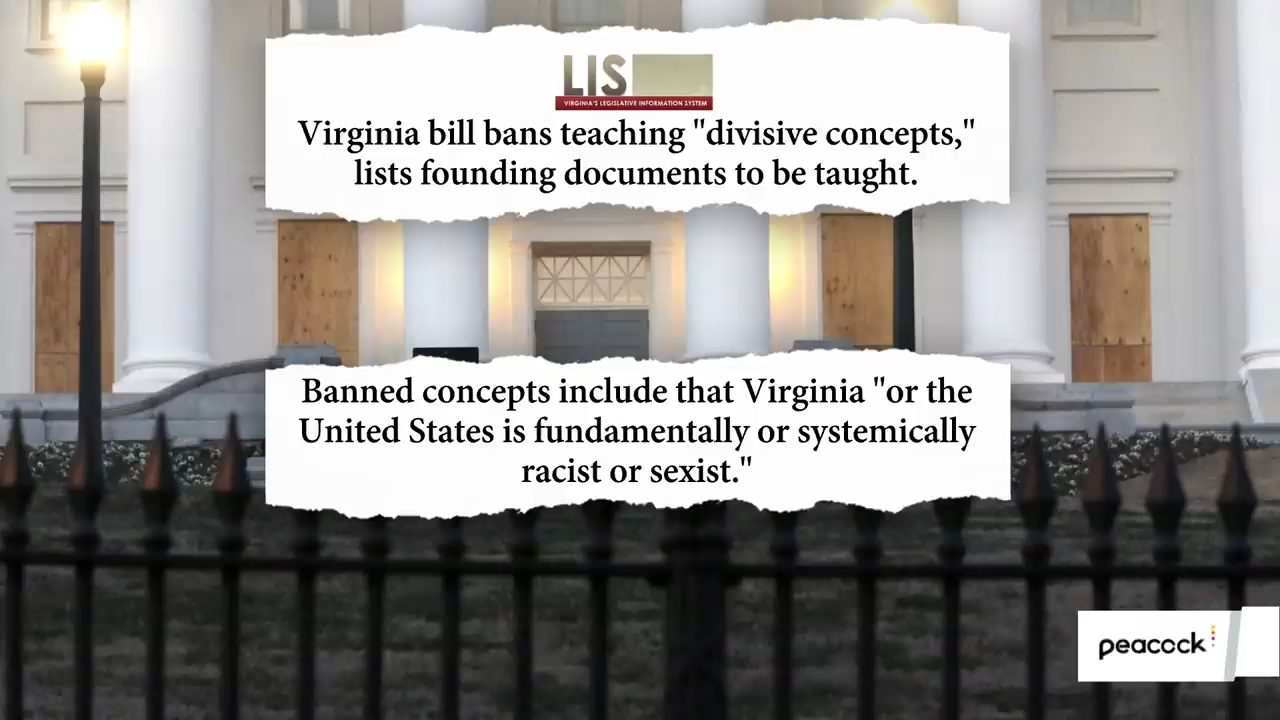 LIS
VIRGINIA'S LEGISLATIVE INFORMATION SYSTEM
Virginia bill bans teaching "divisive concepts,"
lists founding documents to be taught.
Banned concepts include that Virginia "or the
United States is fundamentally or systemically
racist or sexist."
peacock